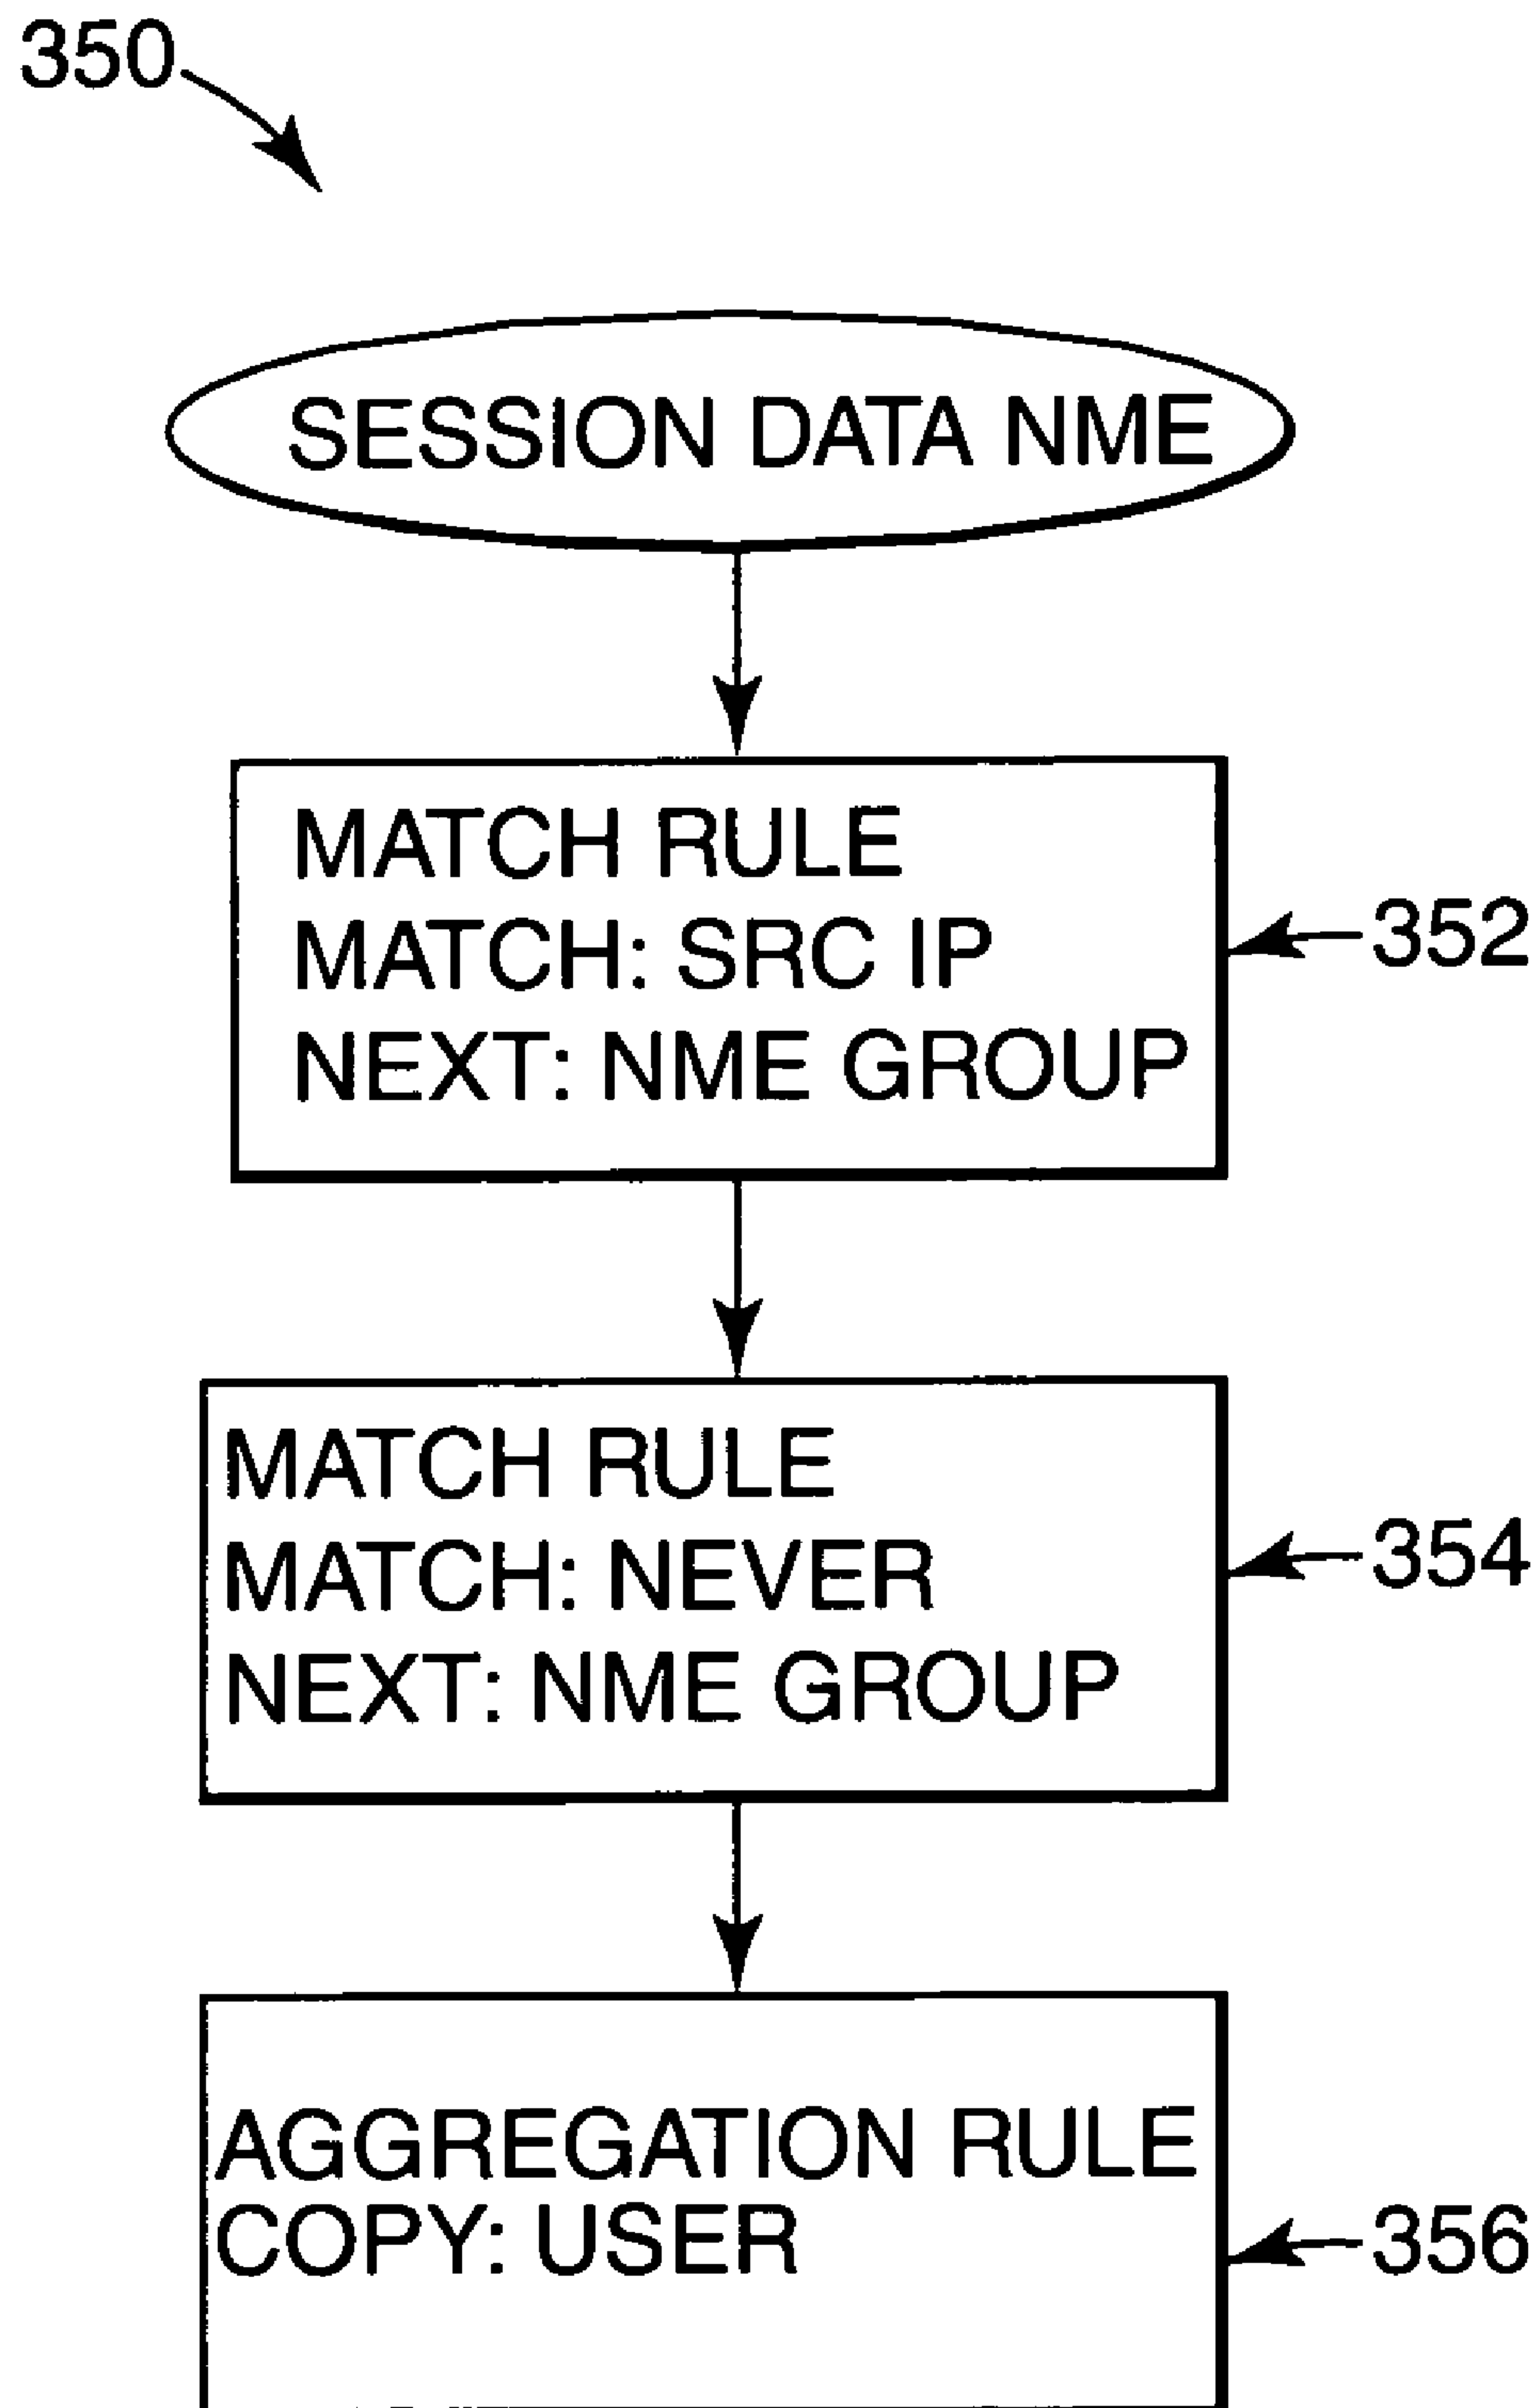 350
SESSION DATA NME
MATCH RULE
MATCH: SRC IP
NEXT: NME GROUP
352
MATCH RULE
MATCH: NEVER
NEXT: NME GROUP
354
AGGREGATION RULE
COPY: USER
356